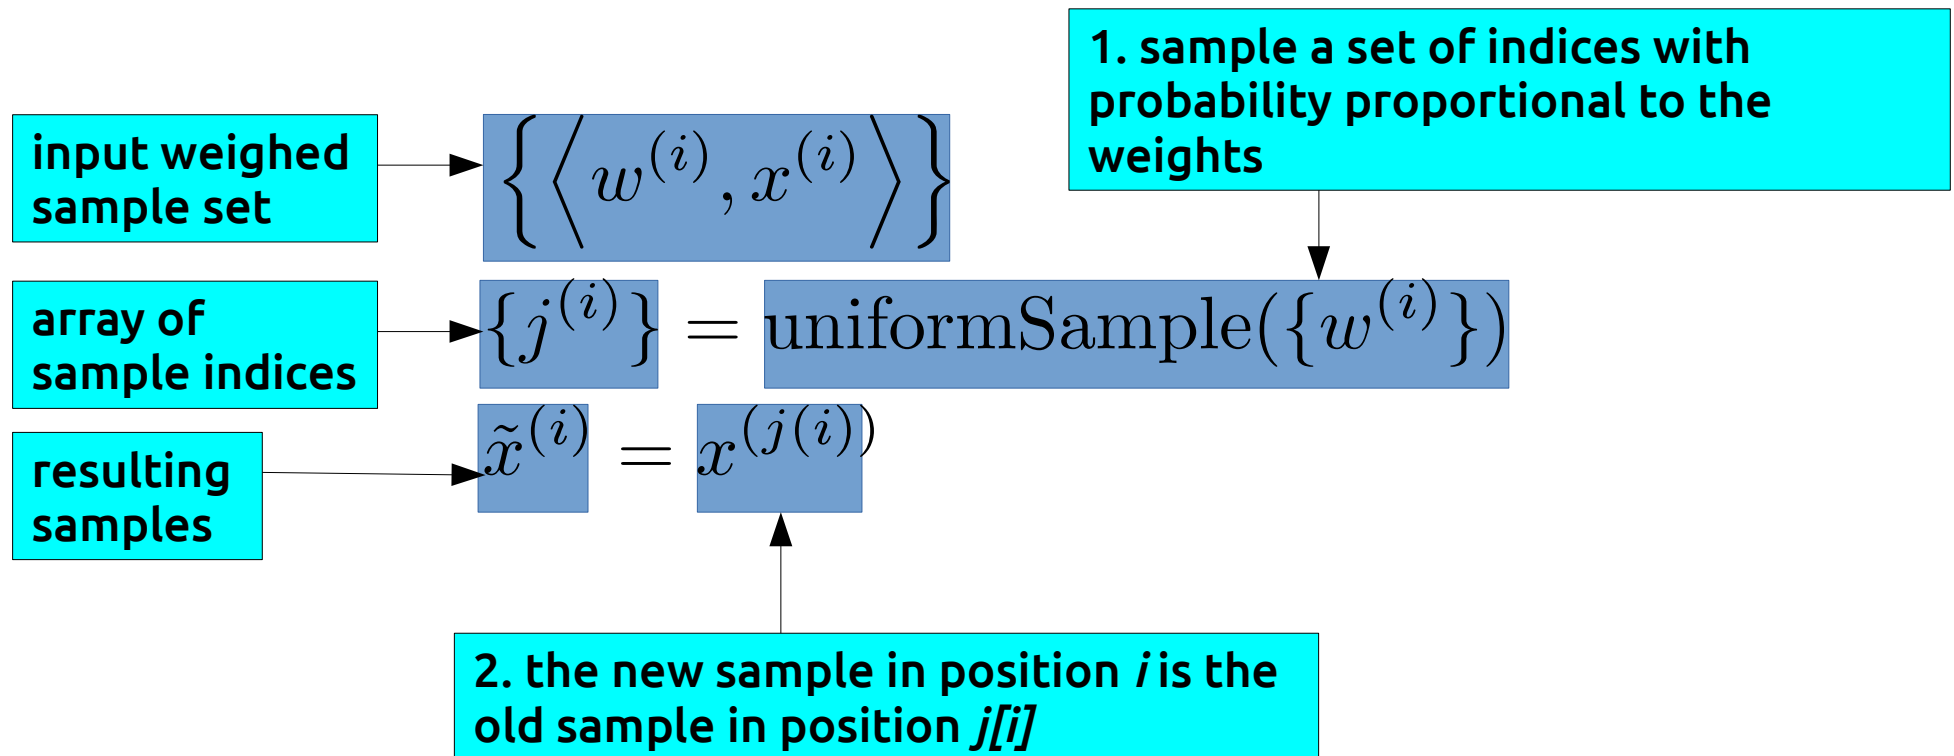 1. sample a set of indices with
probability proportional to the
weights
input weighed
sample set
{⟨w^(i), x^(i)⟩}
array of
sample indices
{j^(i)} = uniformSample({w^(i)})
resulting
samples
x̃^(i) = x^(j(i))
2. the new sample in position i is the
old sample in position j[i]